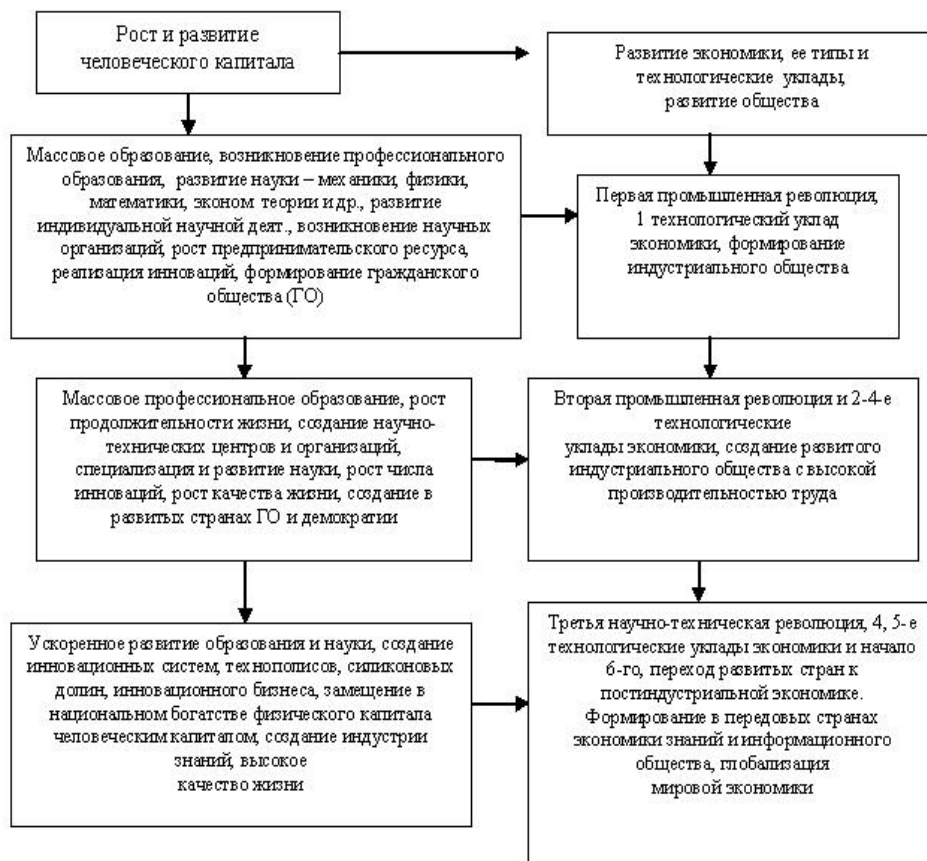 Рост и развитие
человеческого капитала
Развитие экономики, ее типы и
технологические уклады,
развитие общества
Массовое образование, возникновение профессионального
образования, развитие науки – механики, физики,
математики, эконом теории и др., развитие
индивидуальной научной деят., возникновение научных
организаций, рост предпринимательского ресурса,
реализация инноваций, формирование гражданского
общества (ГО)
Первая промышленная революция,
1 технологический уклад
экономики, формирование
индустриального общества
Массовое профессиональное образование, рост
продолжительности жизни, создание научно-
технических центров и организаций,
специализация и развитие науки, рост числа
инноваций, рост качества жизни, создание в
развитых странах ГО и демократии
Вторая промышленная революция и 2-4-е
технологические
уклады экономики, создание развитого
индустриального общества с высокой
производительностью труда
Ускоренное развитие образования и науки, создание
инновационных систем, технополисов, силиконовых
долин, инновационного бизнеса, замещение в
национальном богатстве физического капитала
человеческим капиталом, создание индустрии
знаний, высокое
качество жизни
Третья научно-техническая революция, 4, 5-е
технологические уклады экономики и начало
6-го, переход развитых стран к
постиндустриальной экономике.
Формирование в передовых странах
экономики знаний и информационного
общества, глобализация
мировой экономики